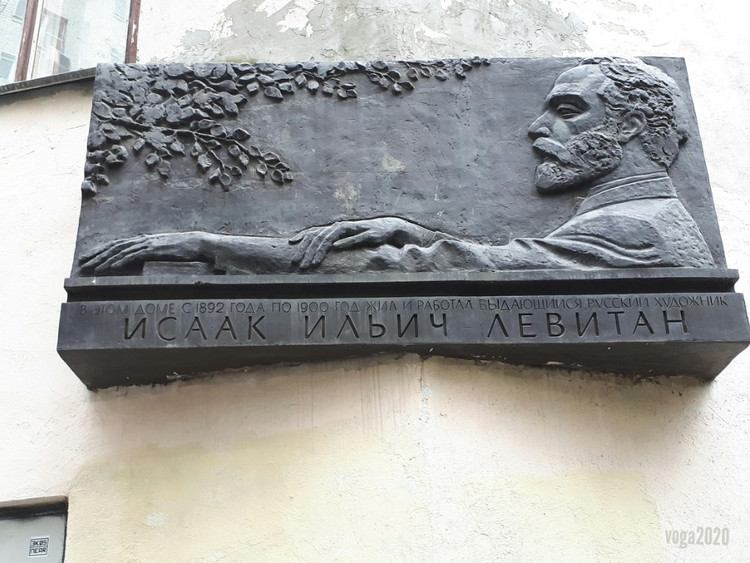 В ЭТОМ ДОМЕ С 1892 ГОДА ПО 1900 ГОД ЖИЛ И РАБОТАЛ ВЫДАЮЩИЙСЯ РУССКИЙ ХУДОЖНИК
ИСААК ИЛЬИЧ ЛЕВИТАН
voga2020